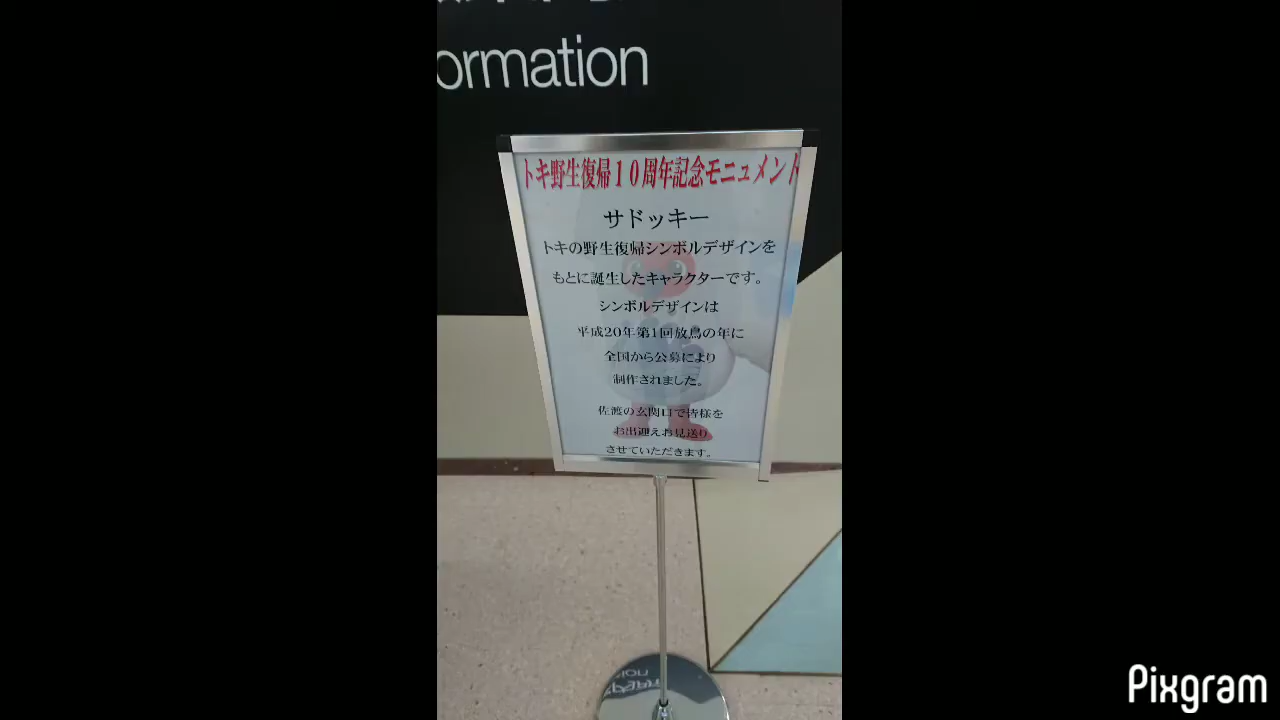 ormation
トキ野生復帰10周年記念モニュメント
サドッキー
トキの野生復帰シンボルデザインを
もとに誕生したキャラクターです。
シンボルデザインは
平成20年第1回放鳥の年に
全国から公募により
制作されました。
佐渡の玄関口で皆様を
お出迎えお見送り
させていただきます。
Pixgram